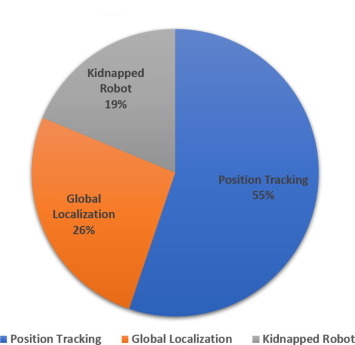 Kidnapped
Robot
19%
Position Tracking
55%
Global
Localization
26%
Position Tracking Global Localization Kidnapped Robot